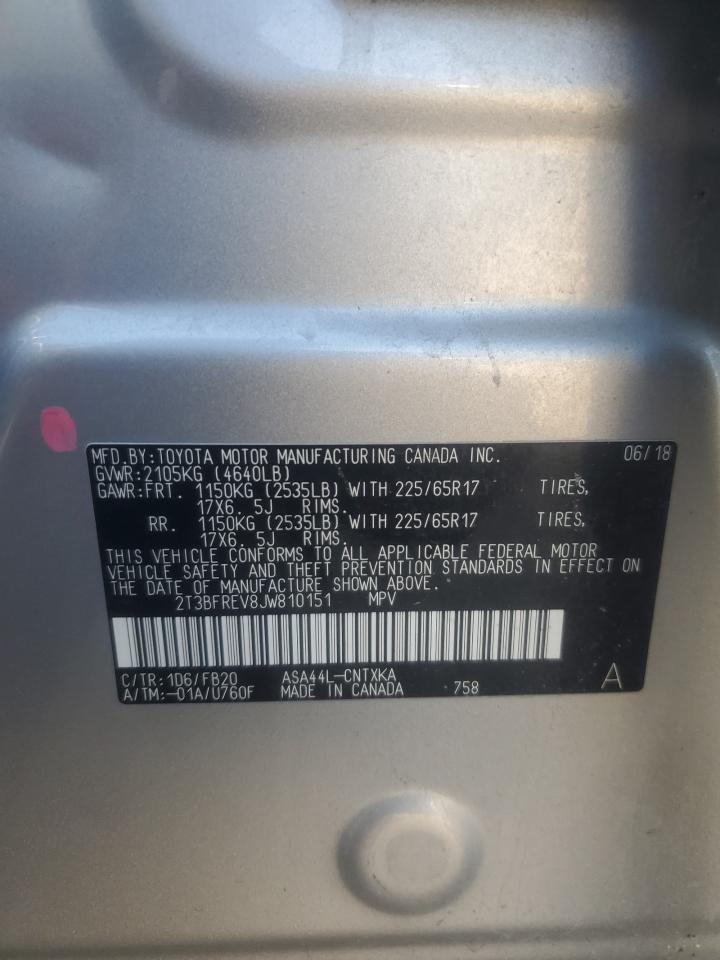 MFD.BY:TOYOTA MOTOR MANUFACTURING CANADA INC. 06/18
GVWR:2105KG (4640LB)
GAWR:FRT. 1150KG (2535LB) WITH 225/65R17 TIRES,
17X6. 5J RIMS.
RR. 1150KG (2535LB) WITH 225/65R17 TIRES,
17X6. 5J RIMS.
THIS VEHICLE CONFORMS TO ALL APPLICABLE FEDERAL MOTOR
VEHICLE SAFETY AND THEFT PREVENTION STANDARDS IN EFFECT ON
THE DATE OF MANUFACTURE SHOWN ABOVE.
2T3BFREV8JW810151 MPV
C/TR:1D6/FB20 ASA44L-CNTXKA
A/TM:-01A/U760F MADE IN CANADA 758 A